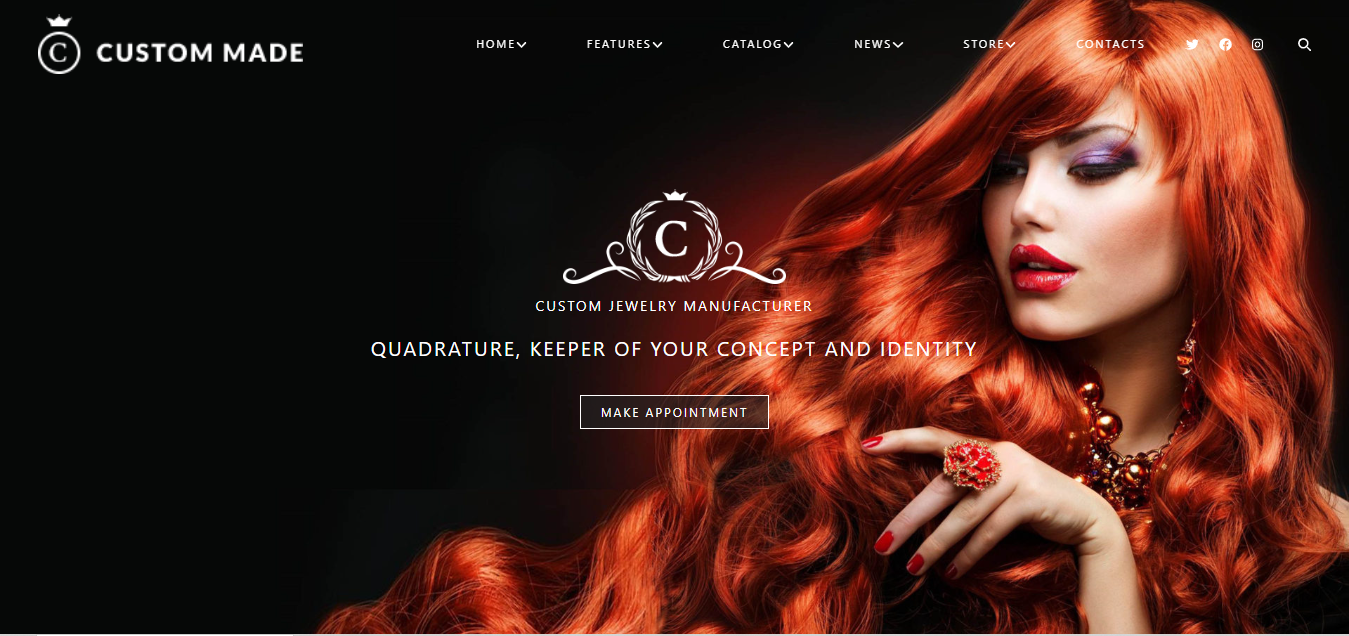 C CUSTOM MADE
HOME FEATURES CATALOG NEWS STORE CONTACTS
C
CUSTOM JEWELRY MANUFACTURER
QUADRATURE, KEEPER OF YOUR CONCEPT AND IDENTITY
MAKE APPOINTMENT